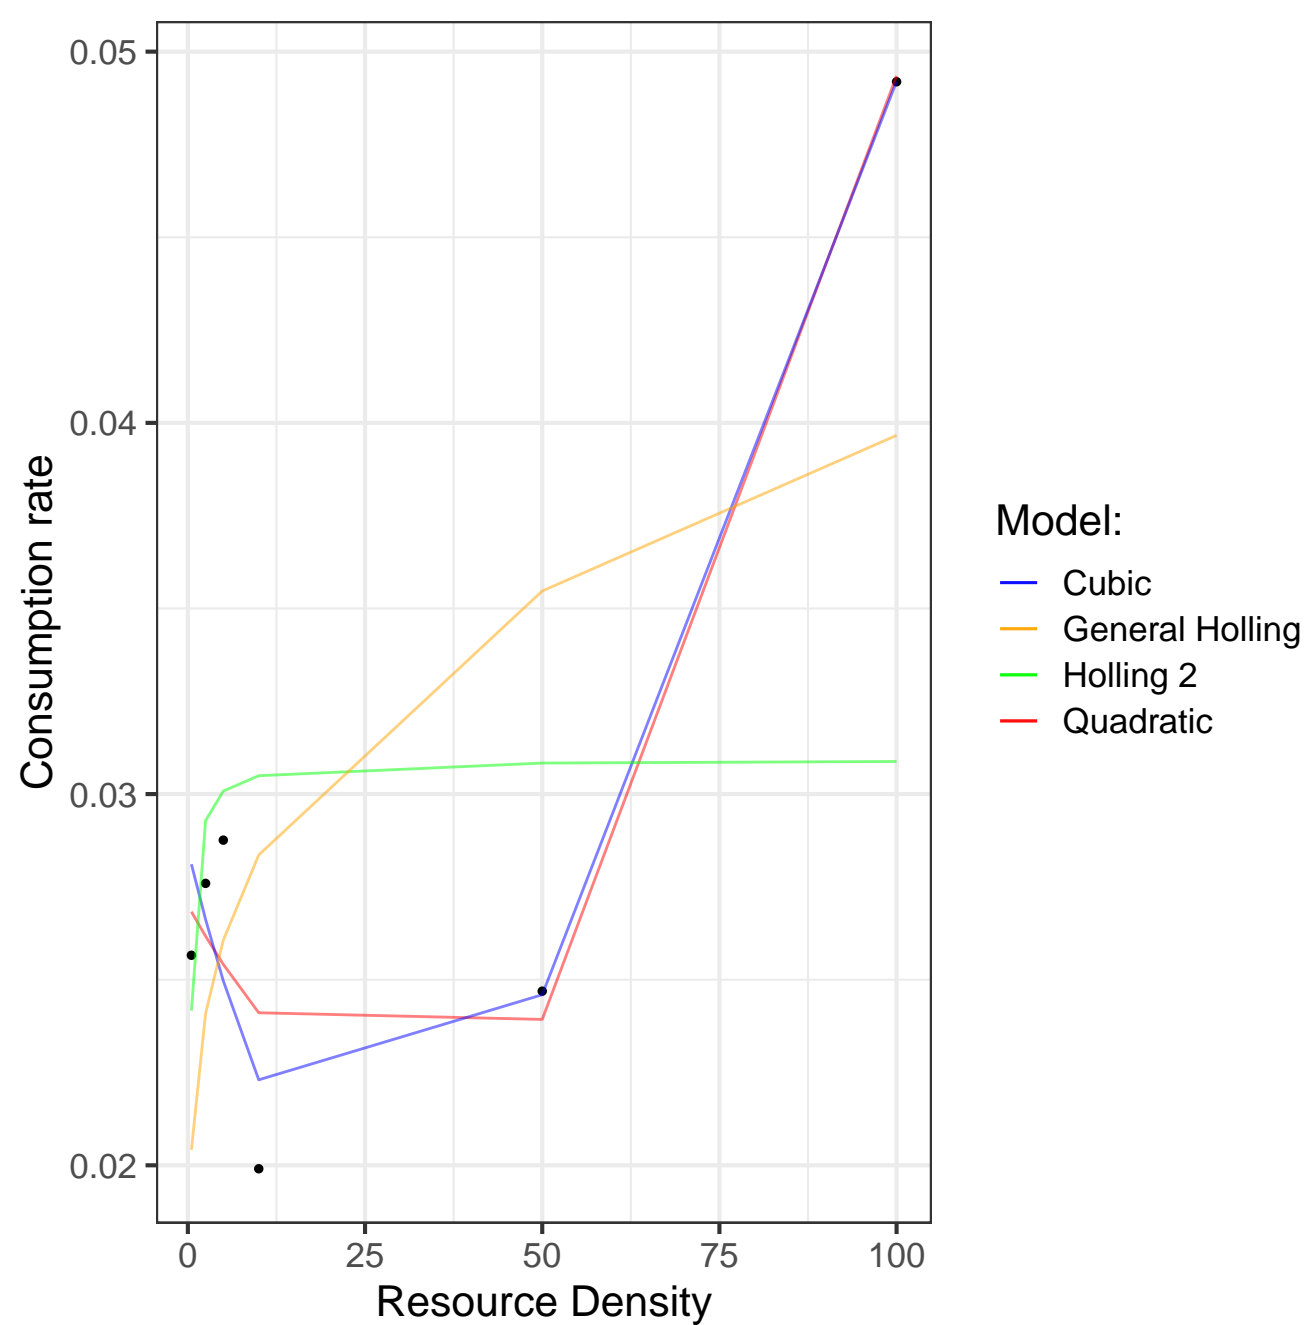 0.05
0.04
0.03
0.02
Consumption rate
0
25
50
75
100
Resource Density
Model:
Cubic
General Holling
Holling 2
Quadratic